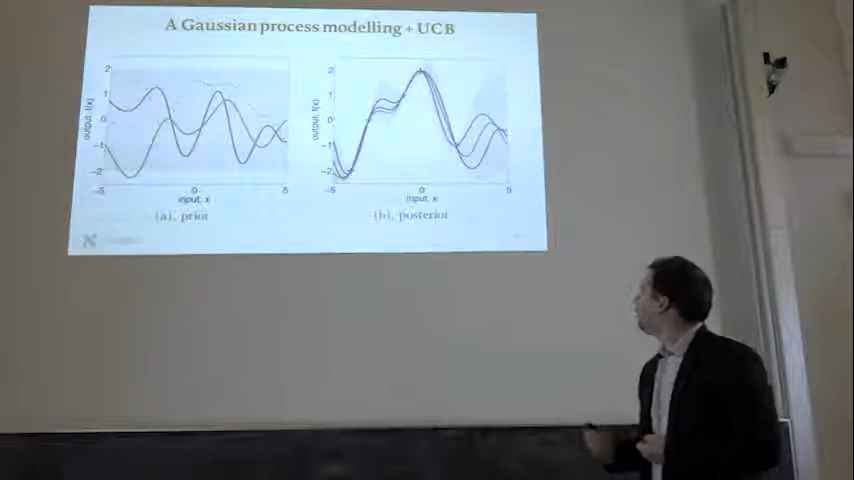 A Gaussian process modelling + UCB
2
1
0
−1
−2
output, f(x)
−5
0
5
input, x
(a), prior
2
1
0
−1
−2
output, f(x)
−5
0
5
input, x
(b), posterior
N